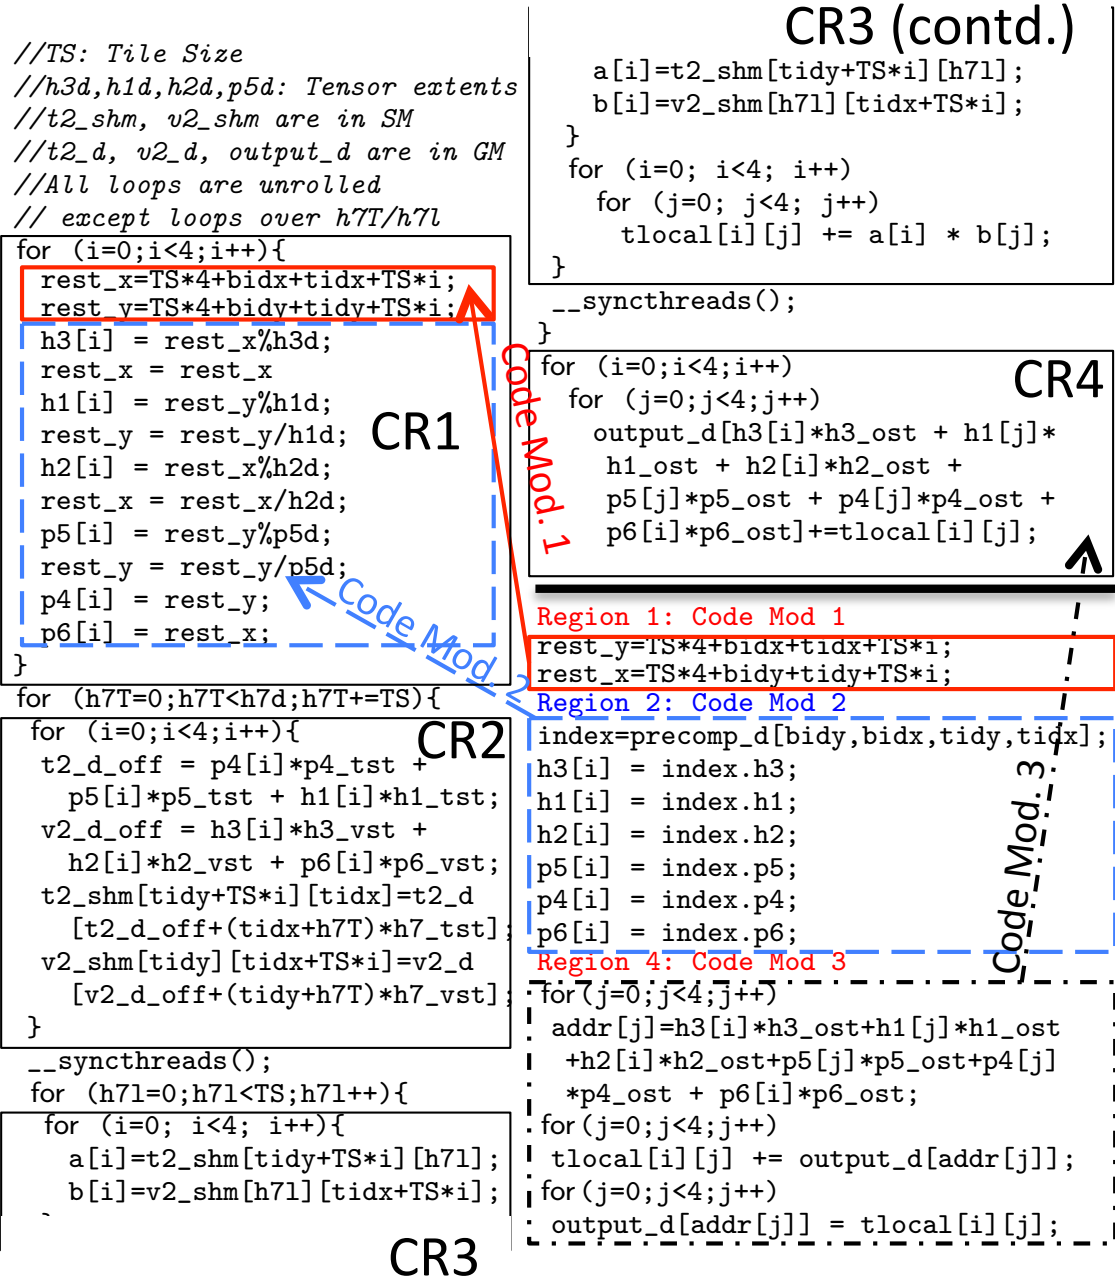 //TS: Tile Size
//h3d,h1d,h2d,p5d: Tensor extents
//t2_shm, v2_shm are in SM
//t2_d, v2_d, output_d are in GM
//All loops are unrolled
// except loops over h7T/h7l
for (i=0;i<4;i++){
rest_x=TS*4+bidx+tidx+TS*i;
rest_y=TS*4+bidy+tidy+TS*i;
h3[i] = rest_x%h3d;
rest_x = rest_x
h1[i] = rest_y%h1d;
rest_y = rest_y/h1d;
h2[i] = rest_x%h2d;
rest_x = rest_x/h2d;
p5[i] = rest_y%p5d;
rest_y = rest_y/p5d;
p4[i] = rest_y;
p6[i] = rest_x;
}
CR1
Code Mod. 1
Code Mod. 2
for (h7T=0;h7T<h7d;h7T+=TS){
for (i=0;i<4;i++){
CR2
t2_d_off = p4[i]*p4_tst +
p5[i]*p5_tst + h1[i]*h1_tst;
v2_d_off = h3[i]*h3_vst +
h2[i]*h2_vst + p6[i]*p6_vst;
t2_shm[tidy+TS*i][tidx]=t2_d
[t2_d_off+(tidx+h7T)*h7_tst];
v2_shm[tidy][tidx+TS*i]=v2_d
[v2_d_off+(tidy+h7T)*h7_vst];
}
__syncthreads();
for (h7l=0;h7l<TS;h7l++){
for (i=0; i<4; i++){
a[i]=t2_shm[tidy+TS*i][h7l];
b[i]=v2_shm[h7l][tidx+TS*i];
CR3
CR3 (contd.)
a[i]=t2_shm[tidy+TS*i][h7l];
b[i]=v2_shm[h7l][tidx+TS*i];
}
for (i=0; i<4; i++)
for (j=0; j<4; j++)
tlocal[i][j] += a[i] * b[j];
}
__syncthreads();
}
for (i=0;i<4;i++)
CR4
for (j=0;j<4;j++)
output_d[h3[i]*h3_ost + h1[j]*
h1_ost + h2[i]*h2_ost +
p5[j]*p5_ost + p4[j]*p4_ost +
p6[i]*p6_ost]+=tlocal[i][j];
Region 1: Code Mod 1
rest_y=TS*4+bidx+tidx+TS*i;
rest_x=TS*4+bidy+tidy+TS*i;
Region 2: Code Mod 2
index=precomp_d[bidy,bidx,tidy,tidx];
h3[i] = index.h3;
h1[i] = index.h1;
h2[i] = index.h2;
p5[i] = index.p5;
p4[i] = index.p4;
p6[i] = index.p6;
Code Mod. 3
Region 4: Code Mod 3
for(j=0;j<4;j++)
addr[j]=h3[i]*h3_ost+h1[j]*h1_ost
+h2[i]*h2_ost+p5[j]*p5_ost+p4[j]
*p4_ost + p6[i]*p6_ost;
for(j=0;j<4;j++)
tlocal[i][j] += output_d[addr[j]];
for(j=0;j<4;j++)
output_d[addr[j]] = tlocal[i][j];